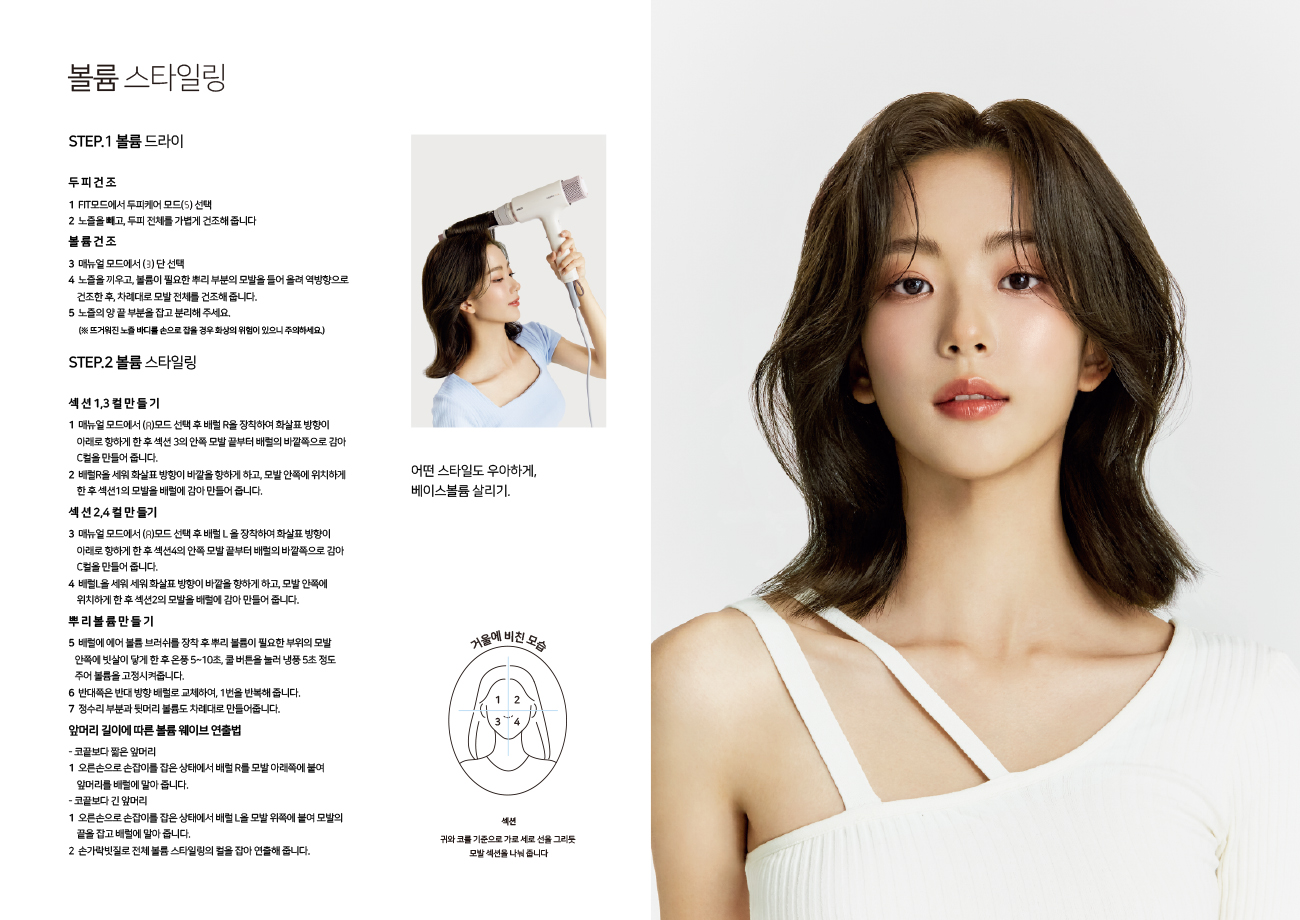 볼륨 스타일링
STEP.1 볼륨 드라이
두피건조
1 FIT모드에서 두피케어 모드(S) 선택
2 노즐을 빼고, 두피 전체를 가볍게 건조해 줍니다
볼륨건조
3 매뉴얼 모드에서 (3) 단 선택
4 노즐을 끼우고, 볼륨이 필요한 뿌리 부분의 모발을 들어 올려 역방향으로
건조한 후, 차례대로 모발 전체를 건조해 줍니다.
5 노즐의 양 끝 부분을 잡고 분리해 주세요.
(※ 뜨거워진 노즐 바디를 손으로 잡을 경우 화상의 위험이 있으니 주의하세요.)
STEP.2 볼륨 스타일링
섹션 1,3 컬 만들기
1 매뉴얼 모드에서 (A)모드 선택 후 배럴 R을 장착하여 화살표 방향이
아래로 향하게 한 후 섹션 3의 안쪽 모발 끝부터 배럴의 바깥쪽으로 감아
C컬을 만들어 줍니다.
2 배럴R을 세워 화살표 방향이 바깥을 향하게 하고, 모발 안쪽에 위치하게
한 후 섹션1의 모발을 배럴에 감아 만들어 줍니다.
섹션 2,4 컬 만들기
3 매뉴얼 모드에서 (A)모드 선택 후 배럴 L 을 장착하여 화살표 방향이
아래로 향하게 한 후 섹션4의 안쪽 모발 끝부터 배럴의 바깥쪽으로 감아
C컬을 만들어 줍니다.
4 배럴L을 세워 세워 화살표 방향이 바깥을 향하게 하고, 모발 안쪽에
위치하게 한 후 섹션2의 모발을 배럴에 감아 만들어 줍니다.
뿌리볼륨만들기
5 배럴에 에어 볼륨 브러쉬를 장착 후 뿌리 볼륨이 필요한 부위의 모발
안쪽에 빗살이 닿게 한 후 온풍 5~10초, 쿨 버튼을 눌러 냉풍 5초 정도
주어 볼륨을 고정시켜줍니다.
6 반대쪽은 반대 방향 배럴로 교체하여, 1번을 반복해 줍니다.
7 정수리 부분과 뒷머리 볼륨도 차례대로 만들어줍니다.
앞머리 길이에 따른 볼륨 웨이브 연출법
- 코끝보다 짧은 앞머리
1 오른손으로 손잡이를 잡은 상태에서 배럴 R를 모발 아래쪽에 붙여
앞머리를 배럴에 말아 줍니다.
- 코끝보다 긴 앞머리
1 오른손으로 손잡이를 잡은 상태에서 배럴 L을 모발 위쪽에 붙여 모발의
끝을 잡고 배럴에 말아 줍니다.
2 손가락빗질로 전체 볼륨 스타일링의 컬을 잡아 연출해 줍니다.
어떤 스타일도 우아하게,
베이스볼륨 살리기.
거울에 비친 모습
1 2
3 4
섹션
귀와 코를 기준으로 가로 세로 선을 그리듯
모발 섹션을 나눠 줍니다